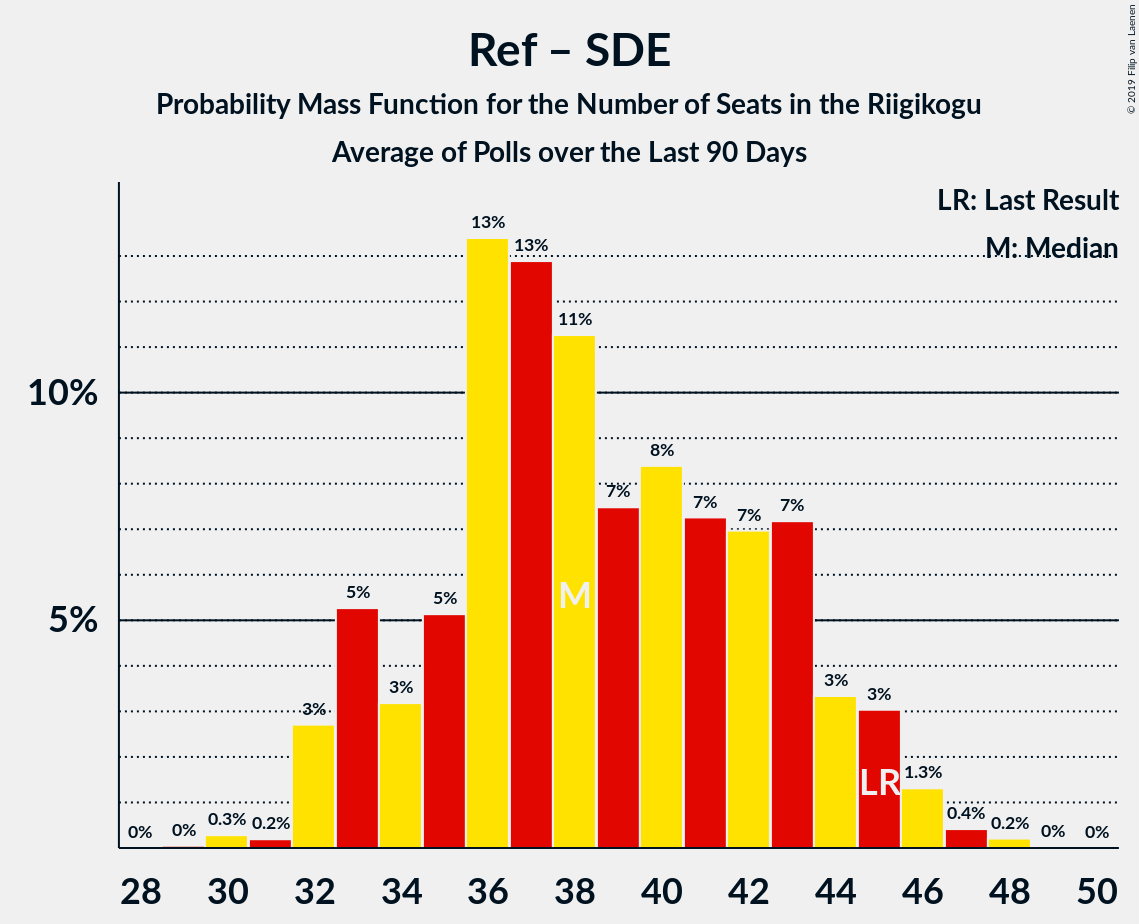 Ref – SDE
Probability Mass Function for the Number of Seats in the Riigikogu
Average of Polls over the Last 90 Days
© 2019 Filip van Laenen
LR: Last Result
M: Median
10%
5%
0%
0%
0.3%
0.2%
3%
5%
3%
5%
13%
13%
11%
7%
8%
7%
7%
7%
3%
3%
1.3%
0.4%
0.2%
0%
0%
M
LR
28 30 32 34 36 38 40 42 44 46 48 50